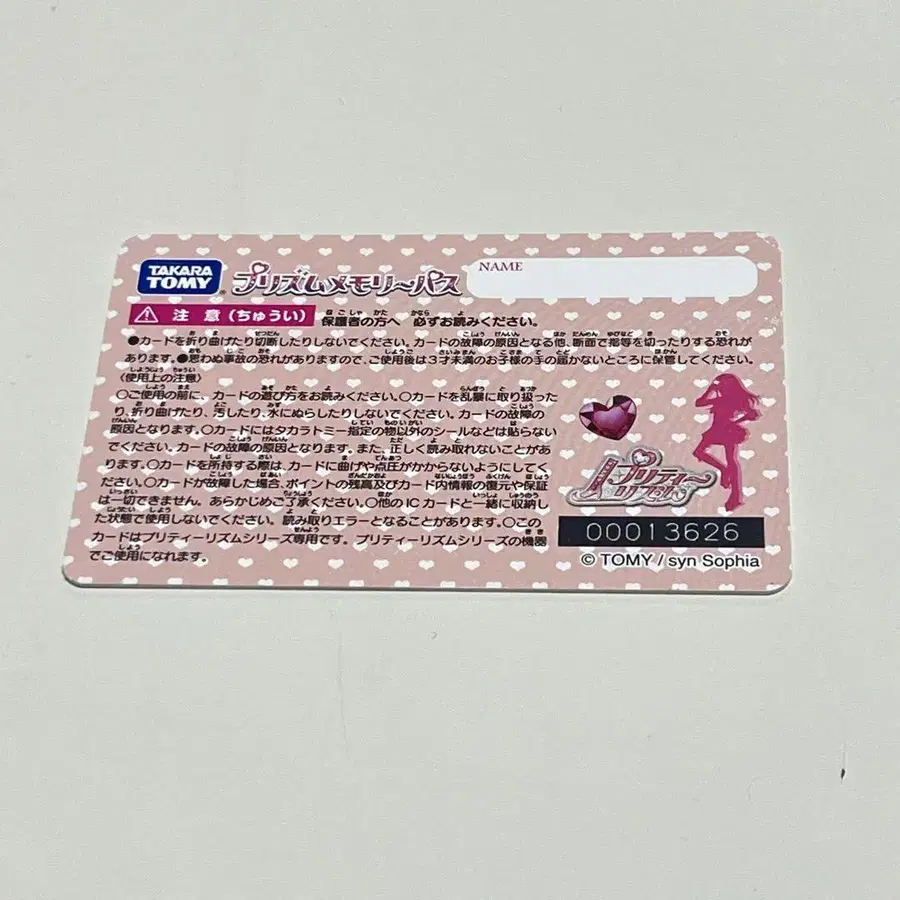 TAKARA TOMY
プリズムメモリーパス
NAME
注意(ちゅうい) 保護者の方へ 必ずお読みください。
●カードを折り曲げたり切断したりしないでください。カードの故障の原因となる他、断面で指等を切ったりする恐れが
あります。●思わぬ事故の恐れがありますので、ご使用後は3才未満のお子様の手の届かないところに保管してください。
〈使用上の注意〉
○ご使用の前に、カードの遊び方をお読みください。○カードを乱暴に取り扱った
り、折り曲げたり、汚したり、水にぬらしたりしないでください。カードの故障の
原因となります。○カードにはタカラトミー指定の物以外のシールなどは貼らない
でください。カードの故障の原因となります。また、正しく読み取れないことがあ
ります。○カードを所持する際は、カードに曲げや点圧がかからないようにしてく
ださい。○カードが故障した場合、ポイントの残高及びカード内情報の復元や保証
は一切できません。あらかじめご了承ください。○他のICカードと一緒に収納し
た状態で使用しないでください。読み取りエラーとなることがあります。○この
カードはプリティーリズムシリーズ専用です。プリティーリズムシリーズの機器
でご使用になれます。
プリティー
リズム
00013626
© TOMY / syn Sophia